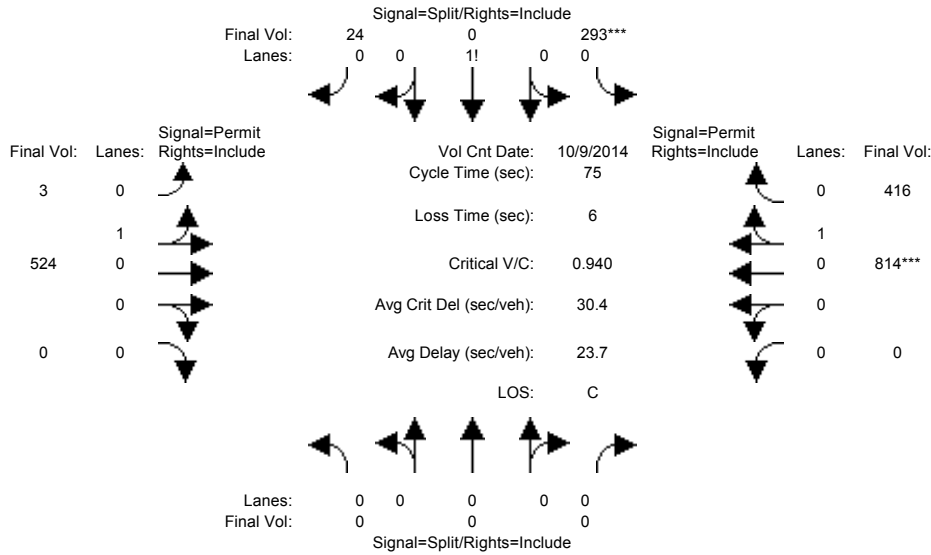 Signal=Split/Rights=Include
Final Vol: 24 0 293***
Lanes: 0 0 1! 0 0
Signal=Permit Signal=Permit
Final Vol: Lanes: Rights=Include Vol Cnt Date: 10/9/2014 Rights=Include Lanes: Final Vol:
Cycle Time (sec): 75
3 0 0 416
Loss Time (sec): 6
1 1
524 0 Critical V/C: 0.940 0 814***
0 Avg Crit Del (sec/veh): 30.4 0
0 0 Avg Delay (sec/veh): 23.7 0 0
LOS: C
Lanes: 0 0 0 0 0
Final Vol: 0 0 0
Signal=Split/Rights=Include